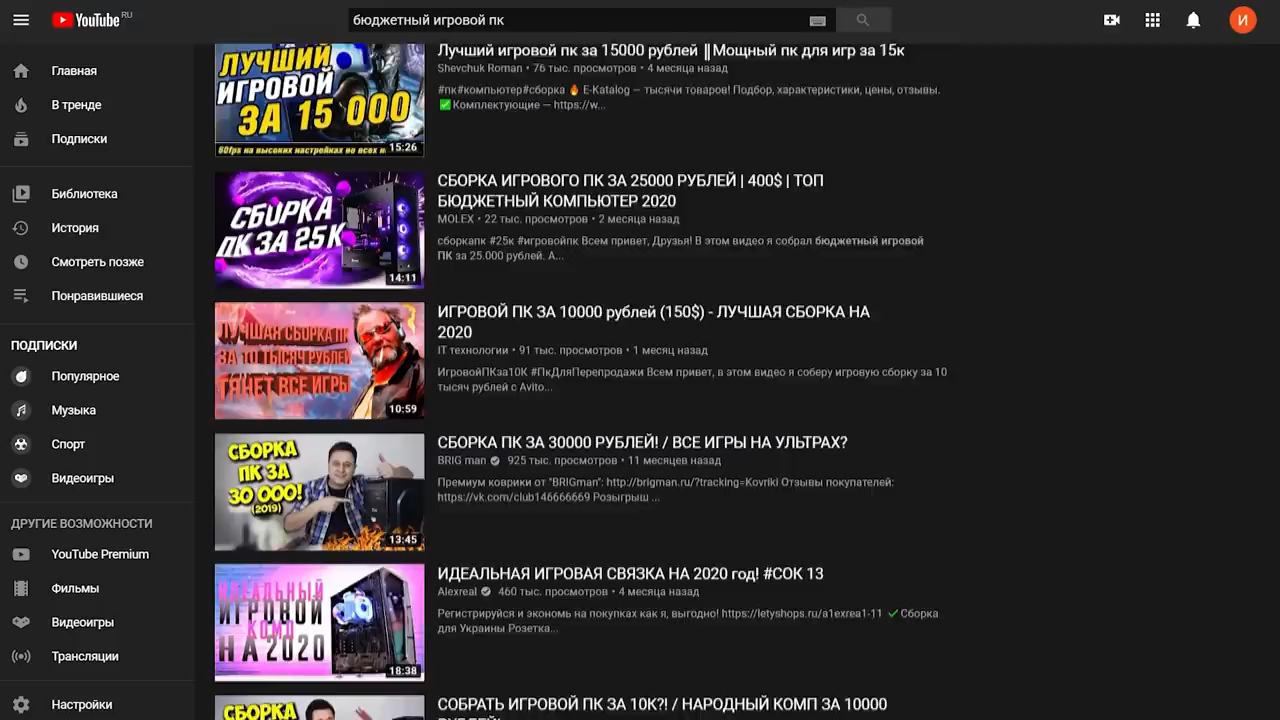 YouTube RU
бюджетный игровой пк
И
Главная
В тренде
Подписки
Библиотека
История
Смотреть позже
Понравившиеся
ПОДПИСКИ
Популярное
Музыка
Спорт
Видеоигры
ДРУГИЕ ВОЗМОЖНОСТИ
YouTube Premium
Фильмы
Видеоигры
Трансляции
Настройки
ЛУЧШИЙ
ИГРОВОЙ
ЗА 15 000
60fps на высоких настройках во всех и
15:26
Лучший игровой пк за 15000 рублей ||Мощный пк для игр за 15к
Shevchuk Roman • 76 тыс. просмотров • 4 месяца назад
#пк#компьютер#сборка 🔥 E-Katalog — тысячи товаров! Подбор, характеристики, цены, отзывы.
✅Комплектующие — https://w...
СБОРКА
ПК ЗА 25К
14:11
СБОРКА ИГРОВОГО ПК ЗА 25000 РУБЛЕЙ | 400$ | ТОП
БЮДЖЕТНЫЙ КОМПЬЮТЕР 2020
MOLEX • 22 тыс. просмотров • 2 месяца назад
сборкапк #25к #игровойпк Всем привет, Друзья! В этом видео я собрал бюджетный игровой
ПК за 25.000 рублей. А...
ЛУЧШАЯ СБОРКА ПК
ЗА 10 ТЫСЯЧ РУБЛЕЙ
ТЯНЕТ ВСЕ ИГРЫ
10:59
ИГРОВОЙ ПК ЗА 10000 рублей (150$) - ЛУЧШАЯ СБОРКА НА
2020
IT технологии • 91 тыс. просмотров • 1 месяц назад
ИгровойПКза10К #ПкДляПерепродажи Всем привет, в этом видео я соберу игровую сборку за 10
тысяч рублей с Avito...
СБОРКА
ПК ЗА
30 000!
(2019)
13:45
СБОРКА ПК ЗА 30000 РУБЛЕЙ! / ВСЕ ИГРЫ НА УЛЬТРАХ?
BRIG man 925 тыс. просмотров • 11 месяцев назад
Премиум коврики от "BRIGman": http://brigman.ru/?tracking=Kovriki Отзывы покупателей:
https://vk.com/club146666669 Розыгрыш ...
ИДЕАЛЬНЫЙ
ИГРОВОЙ
КОМП
НА 2020
18:38
ИДЕАЛЬНАЯ ИГРОВАЯ СВЯЗКА НА 2020 год! #СОК 13
Alexreal 460 тыс. просмотров • 4 месяца назад
Регистрируйся и экономь на покупках как я, выгодно! https://letyshops.ru/a1exrea1-11 ✔ Сборка
для Украины Розетка...
СБОРКА
СОБРАТЬ ИГРОВОЙ ПК ЗА 10К?! / НАРОДНЫЙ КОМП ЗА 10000